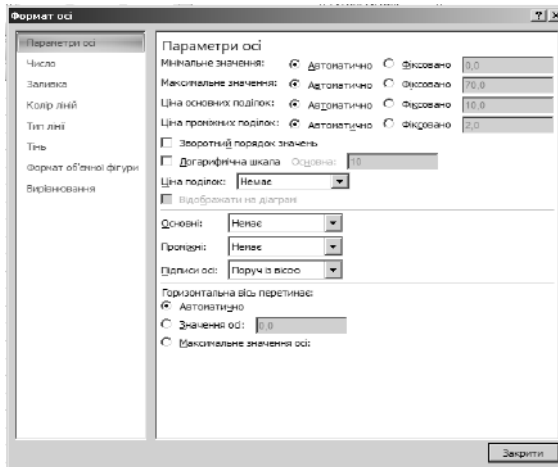 Формат осі
Параметри осі
Число
Заливка
Колір ліній
Тип лінії
Тінь
Формат об'ємної фігури
Вирівнювання
Параметри осі
Мінімальне значення: Автоматично Фіксовано 0,0
Максимальне значення: Автоматично Фіксовано 70,0
Ціна основних поділок: Автоматично Фіксовано 10,0
Ціна проміжних поділок: Автоматично Фіксовано 2,0
Зворотний порядок значень
Логарифмічна шкала Основна: 10
Ціна поділок: Немає
Відображати на діаграмі
Основні: Немає
Проміжні: Немає
Підписи осі: Поруч із віссю
Горизонтальна вісь перетинає:
Автоматично
Значення осі: 0,0
Максимальне значення осі:
Закрити